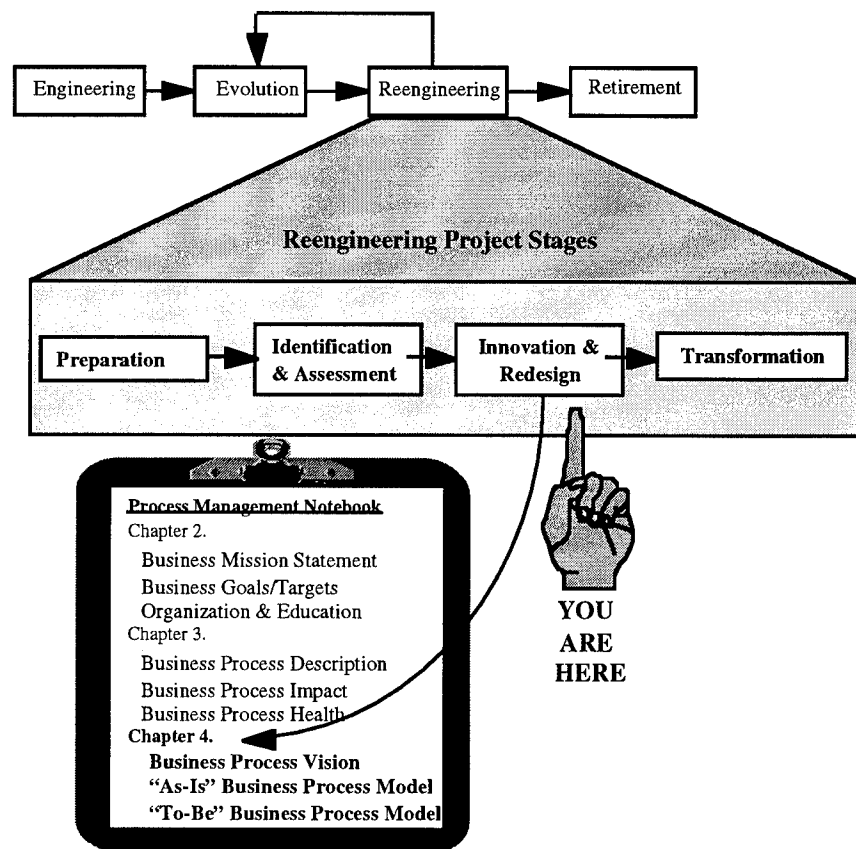 Engineering
Evolution
Reengineering
Retirement
Reengineering Project Stages
Preparation
Identification
& Assessment
Innovation &
Redesign
Transformation
Process Management Notebook
Chapter 2.
Business Mission Statement
Business Goals/Targets
Organization & Education
Chapter 3.
Business Process Description
Business Process Impact
Business Process Health
Chapter 4.
Business Process Vision
“As-Is” Business Process Model
“To-Be” Business Process Model
YOU
ARE
HERE